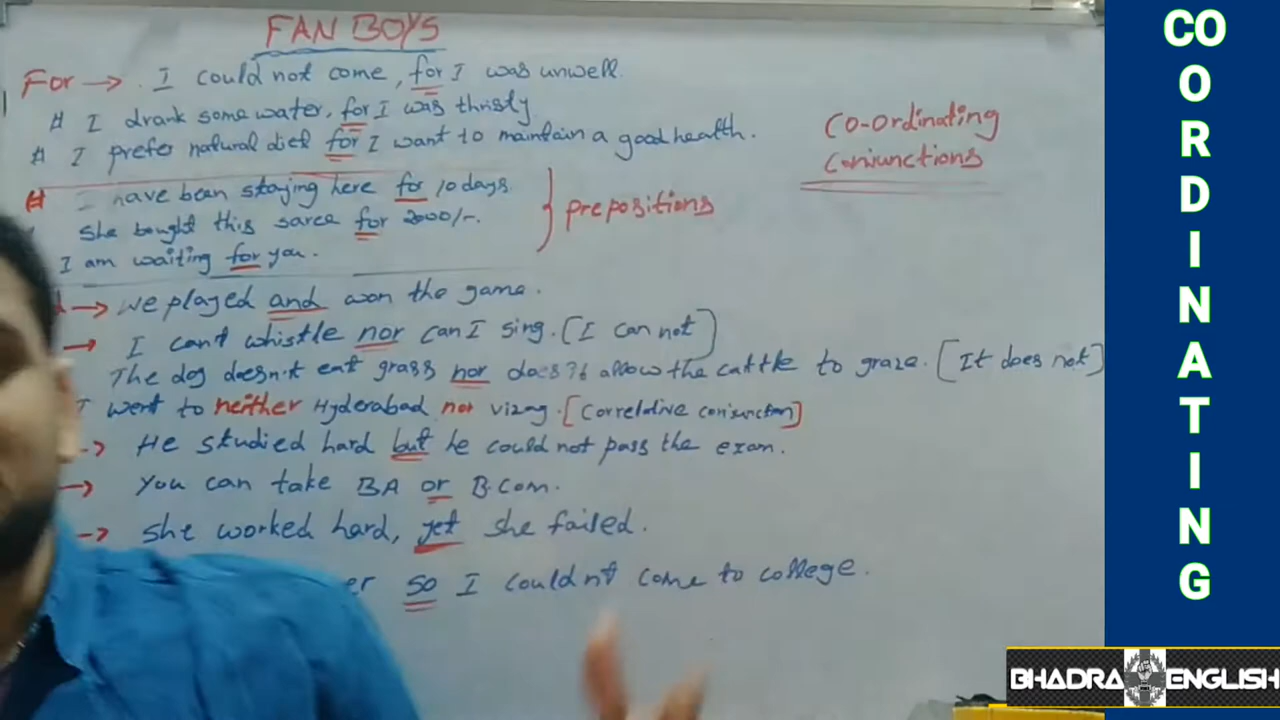 FAN BOYS
For → I could not come, for I was unwell.
# I drank some water, for I was thristy
# I prefer natural diet for I want to maintain a good health.
Co-Ordinating
Conjunctions
# I have been staying here for 10 days.
She bought this saree for 2000/-.
I am waiting for you.
prepositions
→ We played and won the game.
→ I can't whistle nor can I sing. [I can not]
The dog doesn't eat grass nor does it allow the cattle to graze. [It does not]
I went to neither Hyderabad nor vizag. [Correlative conjunction]
→ He studied hard but he could not pass the exam.
→ You can take BA or B.Com.
→ She worked hard, yet she failed.
so I couldn't come to college.
COORDINATING
BHADRA ENGLISH